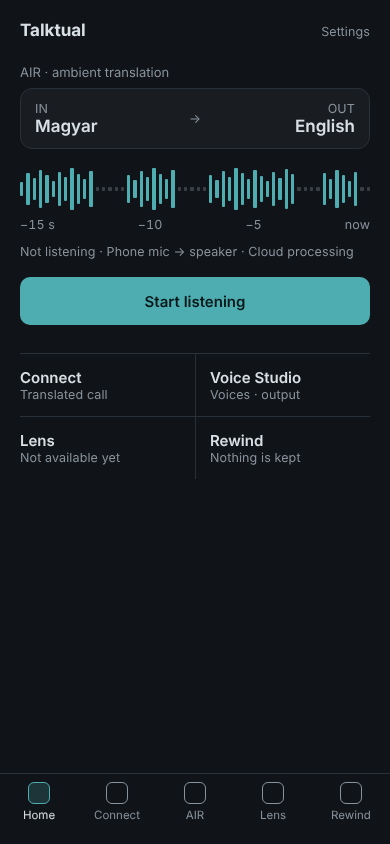 Talktual
Settings
AIR · ambient translation
IN
OUT
Magyar
→
English
−15 s
−10
−5
now
Not listening · Phone mic → speaker · Cloud processing
Start listening
Connect
Translated call
Voice Studio
Voices · output
Lens
Not available yet
Rewind
Nothing is kept
Home
Connect
AIR
Lens
Rewind